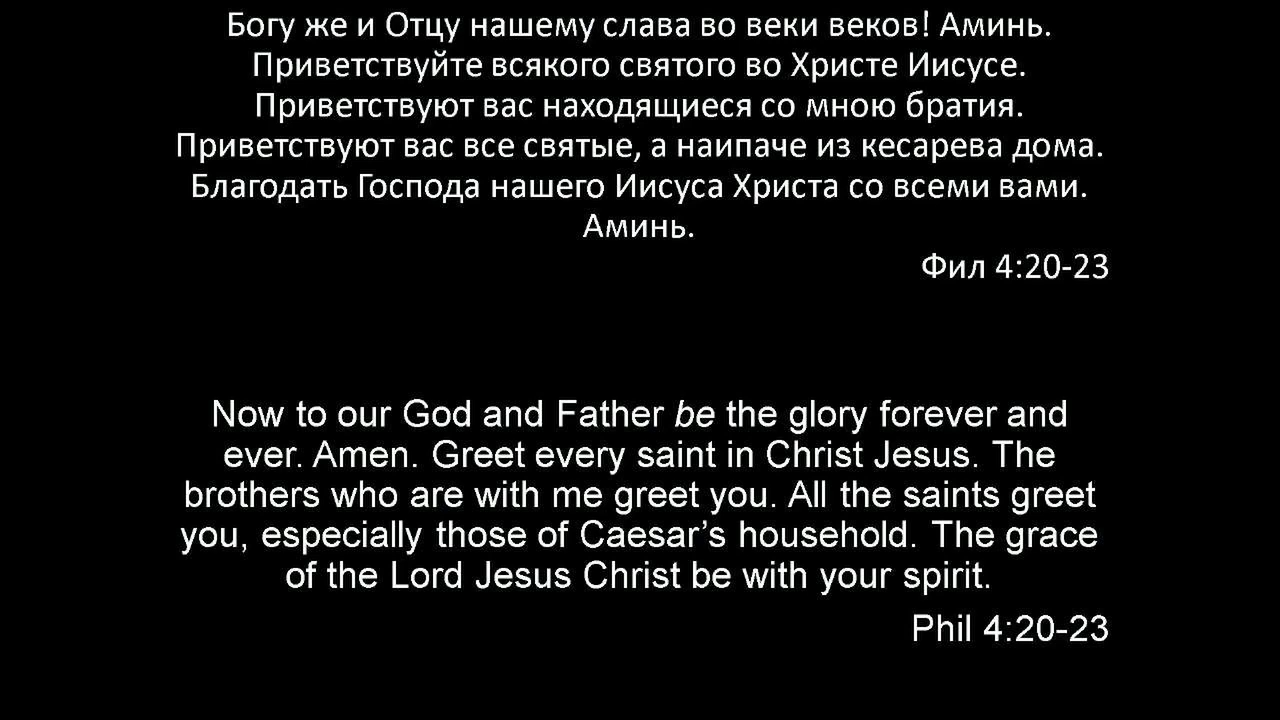 Богу же и Отцу нашему слава во веки веков! Аминь.
Приветствуйте всякого святого во Христе Иисусе.
Приветствуют вас находящиеся со мною братия.
Приветствуют вас все святые, а наипаче из кесарева дома.
Благодать Господа нашего Иисуса Христа со всеми вами.
Аминь.
Фил 4:20-23
Now to our God and Father be the glory forever and
ever. Amen. Greet every saint in Christ Jesus. The
brothers who are with me greet you. All the saints greet
you, especially those of Caesar’s household. The grace
of the Lord Jesus Christ be with your spirit.
Phil 4:20-23